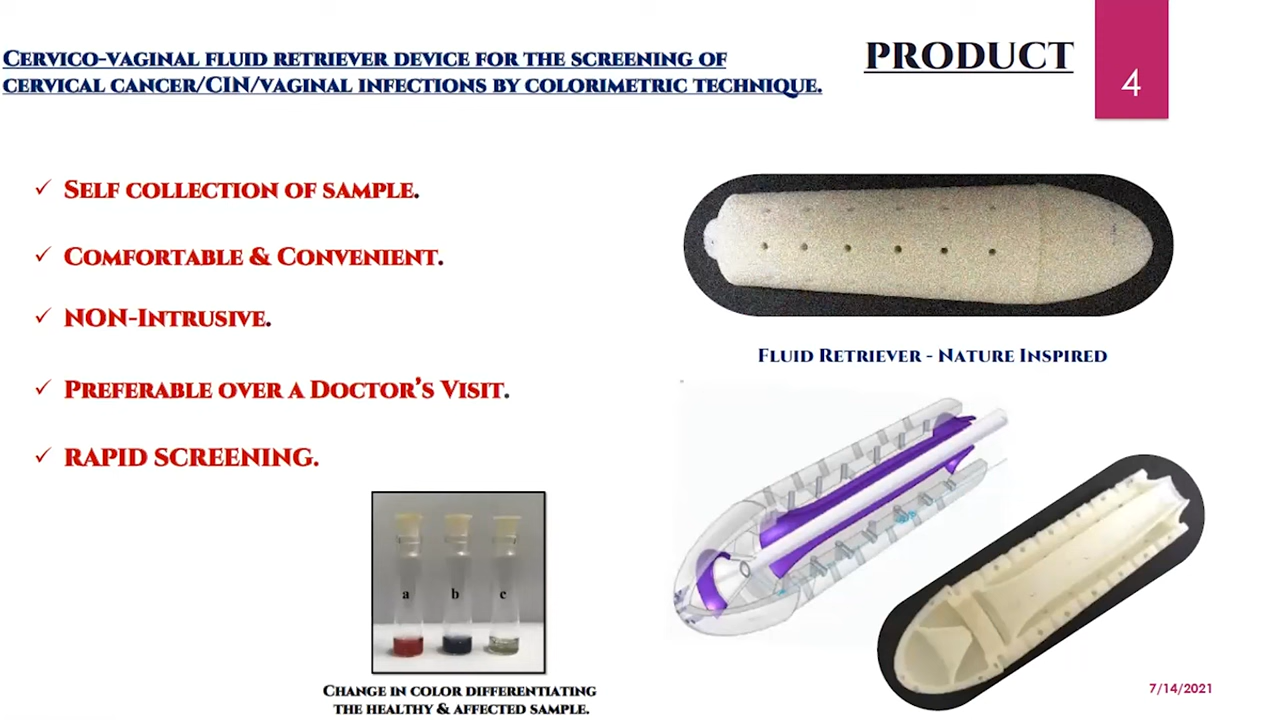 Cervico-vaginal fluid retriever device for the screening of
cervical cancer/CIN/vaginal infections by colorimetric technique.
PRODUCT
4
✓ Self collection of sample.
✓ Comfortable & Convenient.
✓ NON-Intrusive.
✓ Preferable over a Doctor's Visit.
✓ RAPID SCREENING.
Fluid Retriever - Nature Inspired
a b c
Change in color differentiating
the healthy & affected sample.
7/14/2021